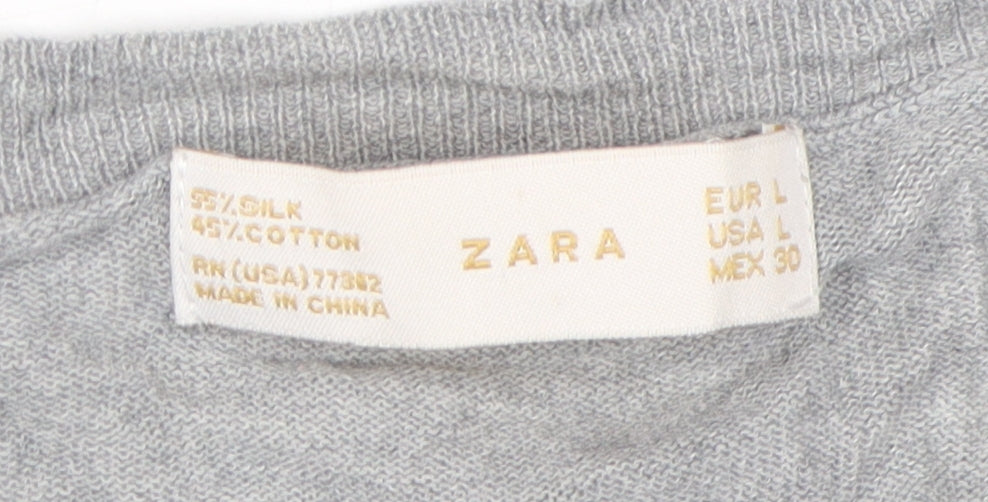 55%SILK
45%COTTON
RN (USA) 77302
MADE IN CHINA
ZARA
EUR L
USA L
MEX 30